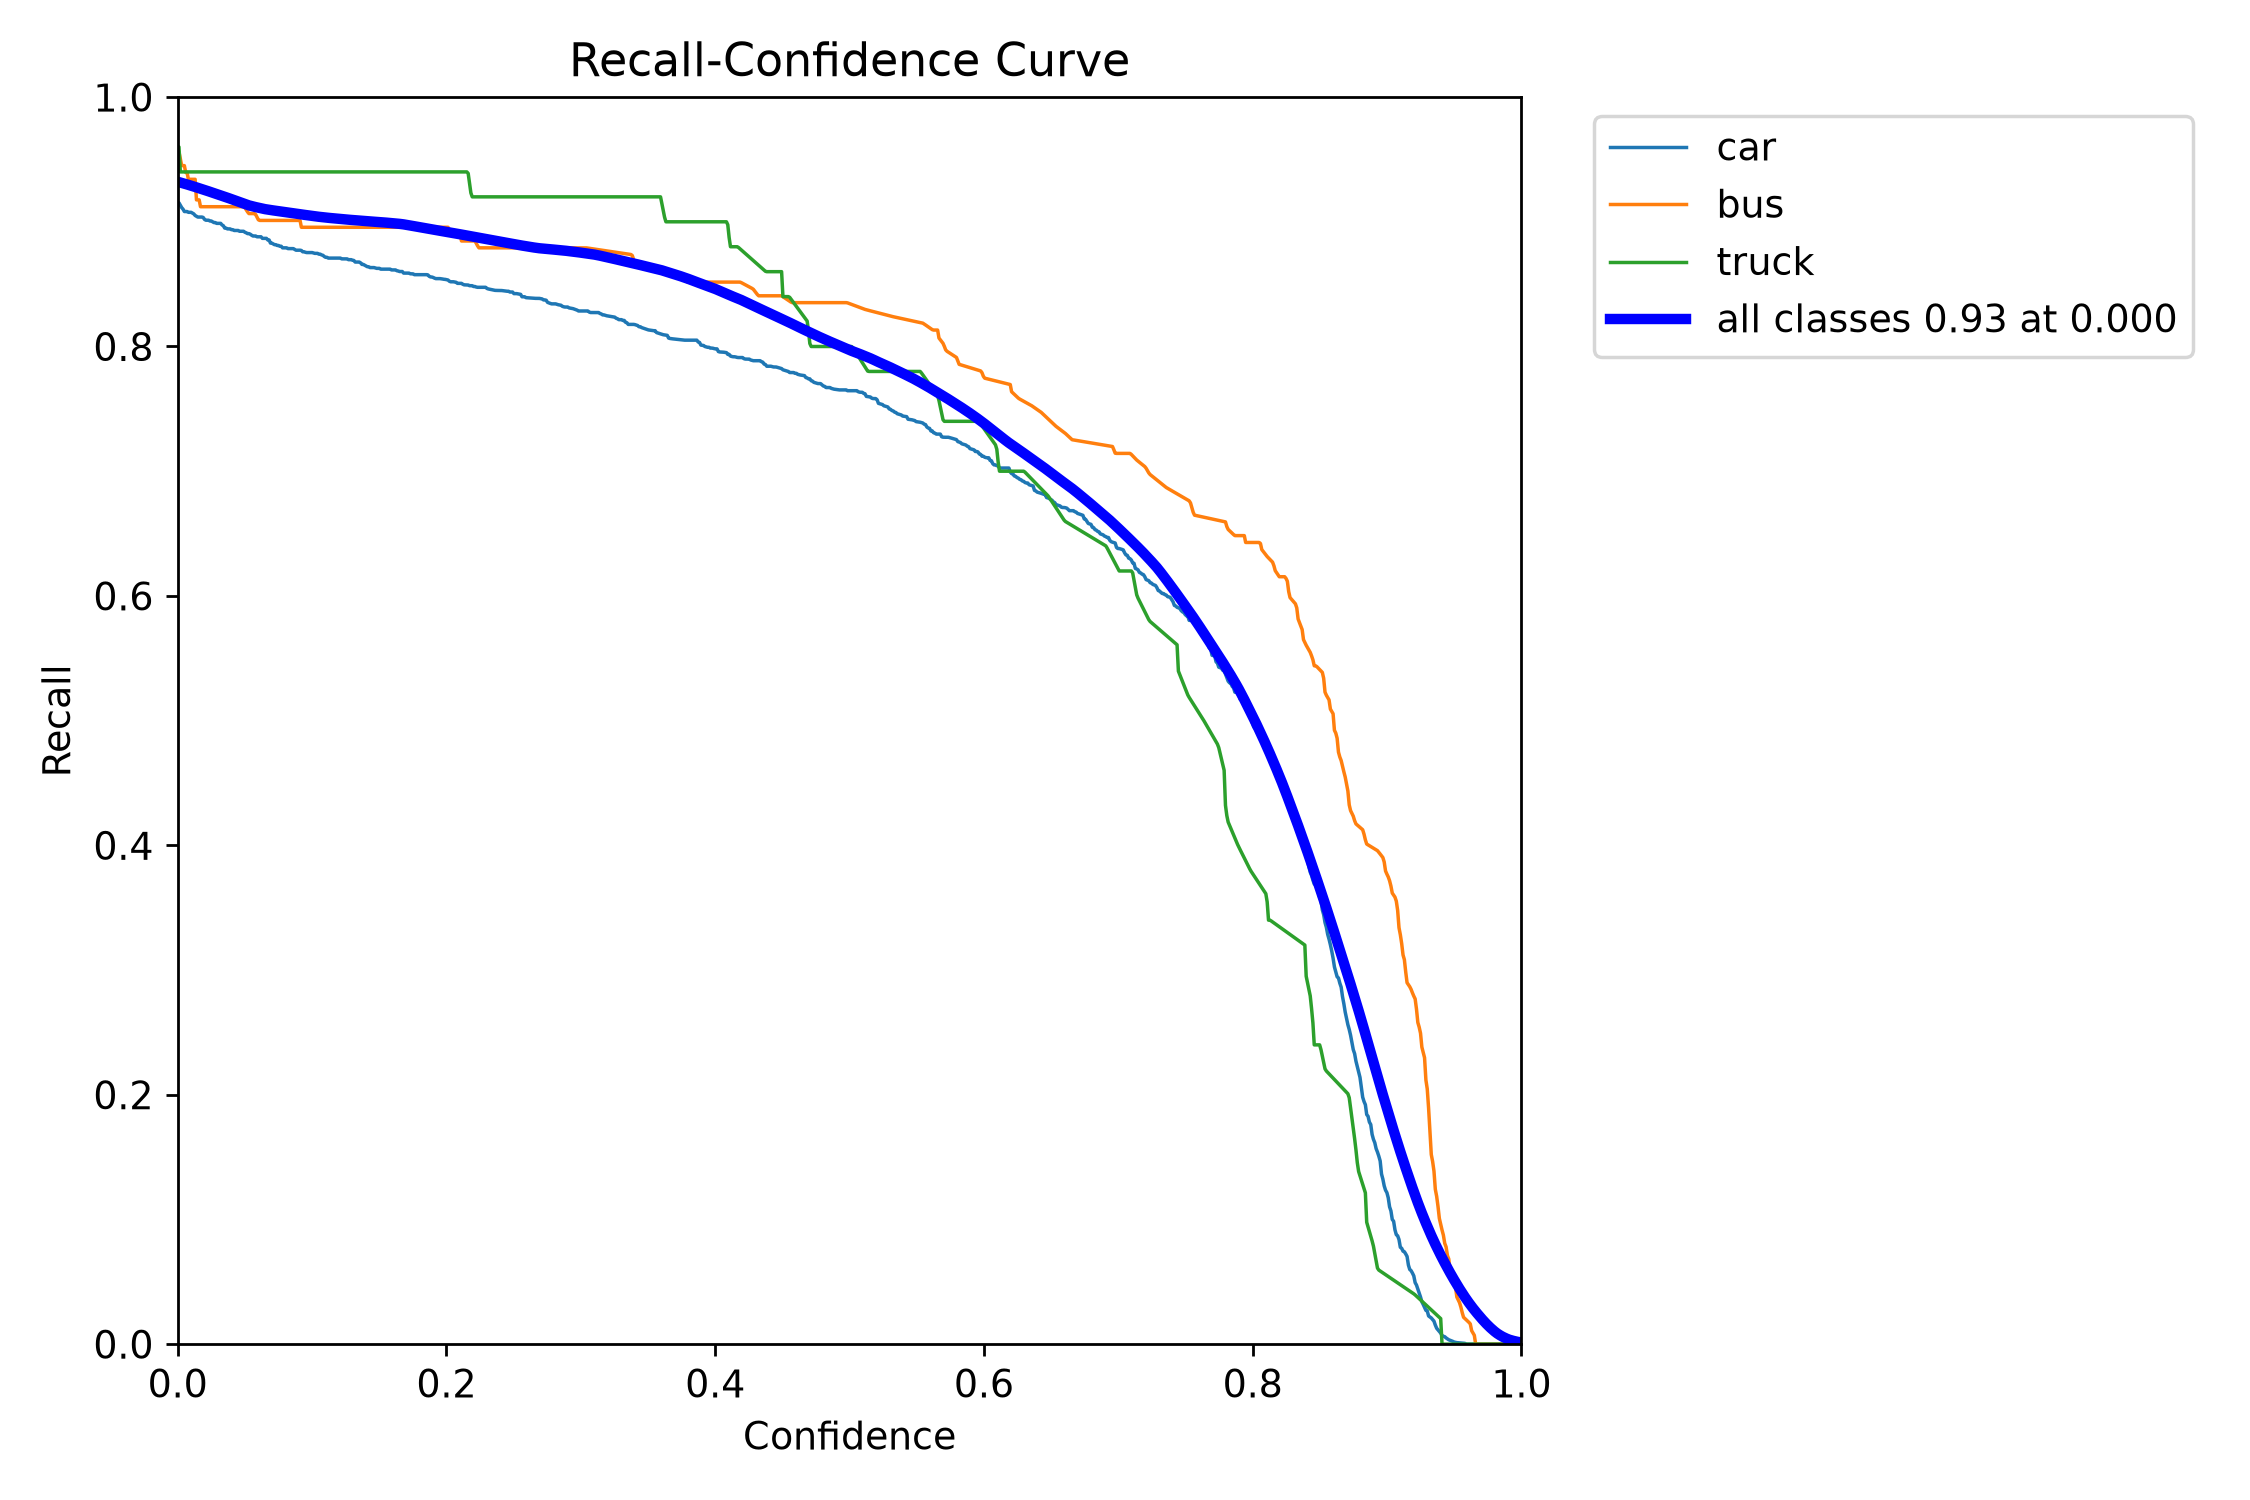 Recall-Confidence Curve
1.0
0.8
0.6
0.4
0.2
0.0
Recall
0.0 0.2 0.4 0.6 0.8 1.0
Confidence
car
bus
truck
all classes 0.93 at 0.000